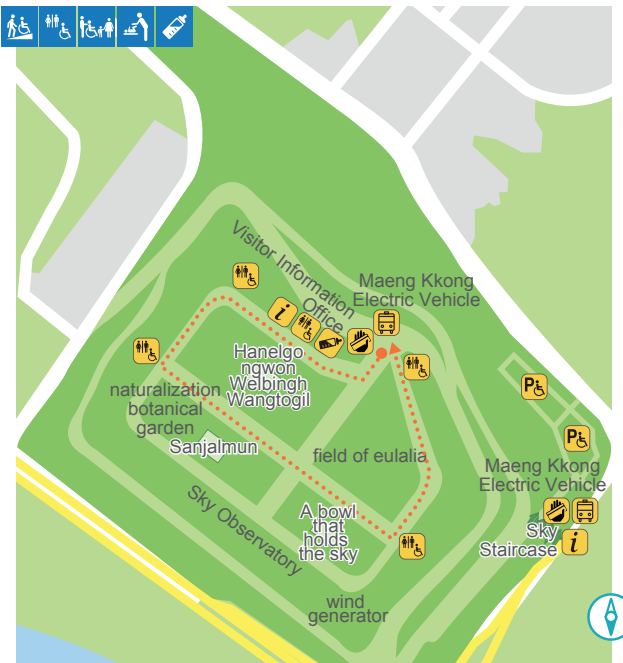 Visitor Information
Office
Maeng Kkong
Electric Vehicle
Hanelgo
ngwon
Welbingh
Wangtogil
naturalization
botanical
garden
Sanjalmun
field of eulalia
Sky Observatory
A bowl
that
holds
the sky
wind
generator
P
P
Maeng Kkong
Electric Vehicle
Sky
Staircase
i
i